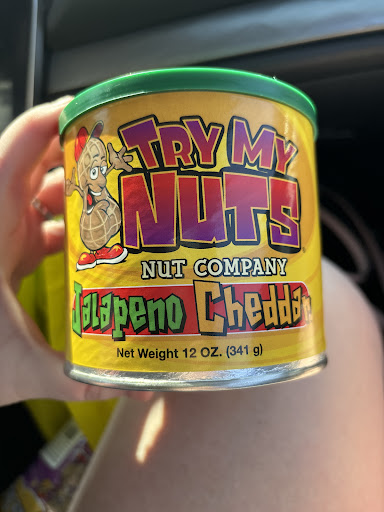 TRY MY
NUTS
NUT COMPANY
Jalapeno Cheddar
Net Weight 12 OZ. (341 g)